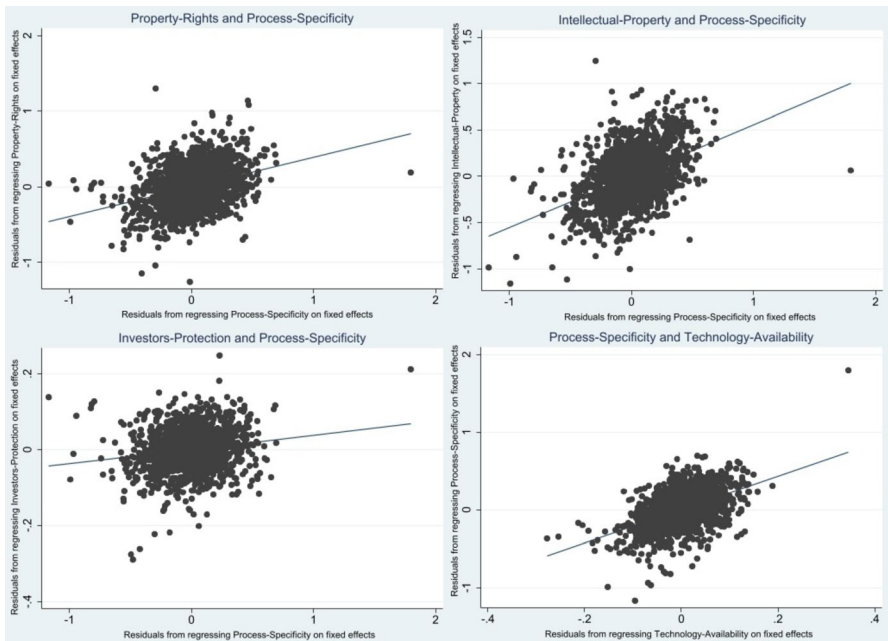 Property-Rights and Process-Specificity
Residuals from regressing Property-Rights on fixed effects
2
1
0
-1
-1
0
1
2
Residuals from regressing Process-Specificity on fixed effects
Intellectual-Property and Process-Specificity
Residuals from regressing Intellectual-Property on fixed effects
1.5
1
.5
0
-.5
-1
-1
0
1
2
Residuals from regressing Process-Specificity on fixed effects
Investors-Protection and Process-Specificity
Residuals from regressing Investors-Protection on fixed effects
.2
0
-.2
-.4
-1
0
1
2
Residuals from regressing Process-Specificity on fixed effects
Process-Specificity and Technology-Availability
Residuals from regressing Process-Specificity on fixed effects
2
1
0
-1
-.4
-.2
0
.2
.4
Residuals from regressing Technology-Availability on fixed effects